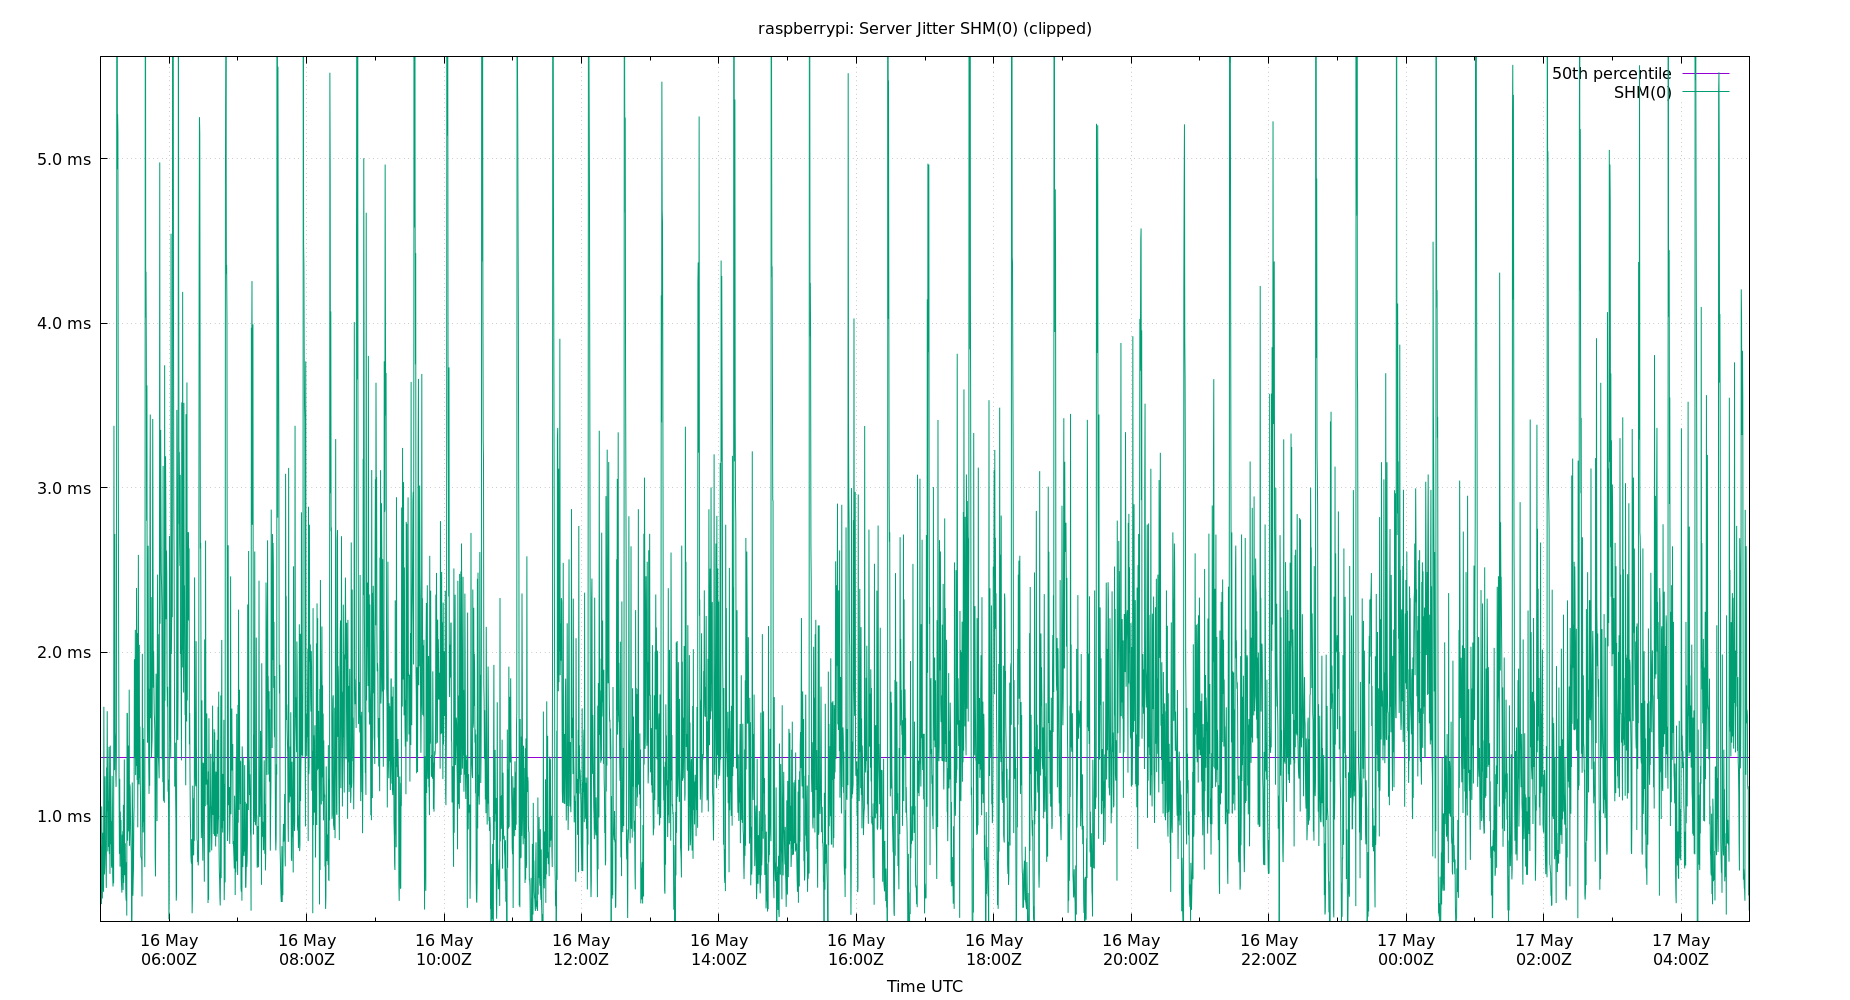 raspberrypi: Server Jitter SHM(0) (clipped)
50th percentile
SHM(0)
5.0 ms
4.0 ms
3.0 ms
2.0 ms
1.0 ms
16 May 16 May 16 May 16 May 16 May 16 May 16 May 16 May 16 May 17 May 17 May 17 May
06:00Z 08:00Z 10:00Z 12:00Z 14:00Z 16:00Z 18:00Z 20:00Z 22:00Z 00:00Z 02:00Z 04:00Z
Time UTC